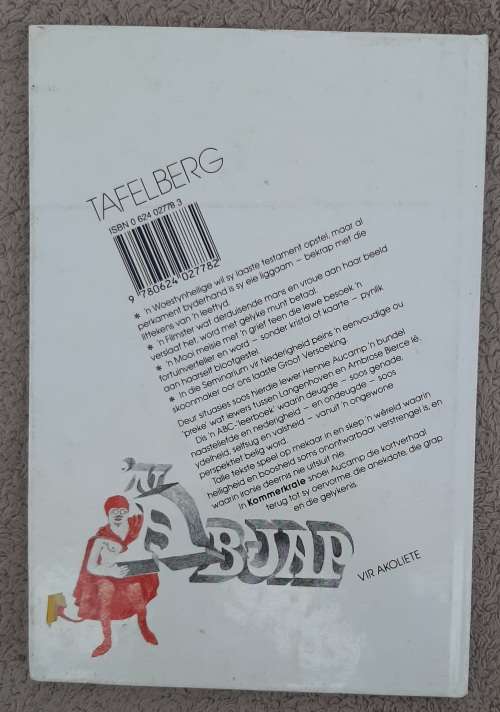 TAFELBERG
ISBN 0 624 02778 3
9 780624 027782
* 'n Woestynheilige wil sy laaste testament opstel, maar al
perkament byderhand is sy eie liggaam – bekrap met die
littekens van 'n leeftyd.
* 'n Filmster wat derduisende mans en vroue aan haar beeld
verslaaf het, word met gelyke munt betaal.
* 'n Mooi meisie met 'n grief teen die lewe besoek 'n
fortuinverteller en word – sonder kristal of kaarte – pynlik
aan haarself blootgestel.
* In die Seminarium vir Nederigheid peins 'n eenvoudige ou
skoonmaker oor ons laaste Groot Versoeking.
Deur situasies soos hierdie lewer Hennie Aucamp 'n bundel
'preke' wat iewers tussen Langenhoven en Ambrose Bierce lê.
Dis 'n ABC-'leerboek' waarin deugde – soos genade,
naasteliefde en nederigheid – en ondeugde – soos
ydelheid, selfsug en valsheid – vanuit 'n ongewone
perspektief belig word.
Talle tekste speel op mekaar in en skep 'n wêreld waarin
heiligheid en boosheid soms onontwarbaar verstrengel is, en
waarin ironie deernis nie uitsluit nie.
In Kommerkrale snoei Aucamp die kortverhaal
terug tot sy oervorme: die anekdote, die grap
en die gelykenis.
'N
ABJAP
VIR AKOLIETE